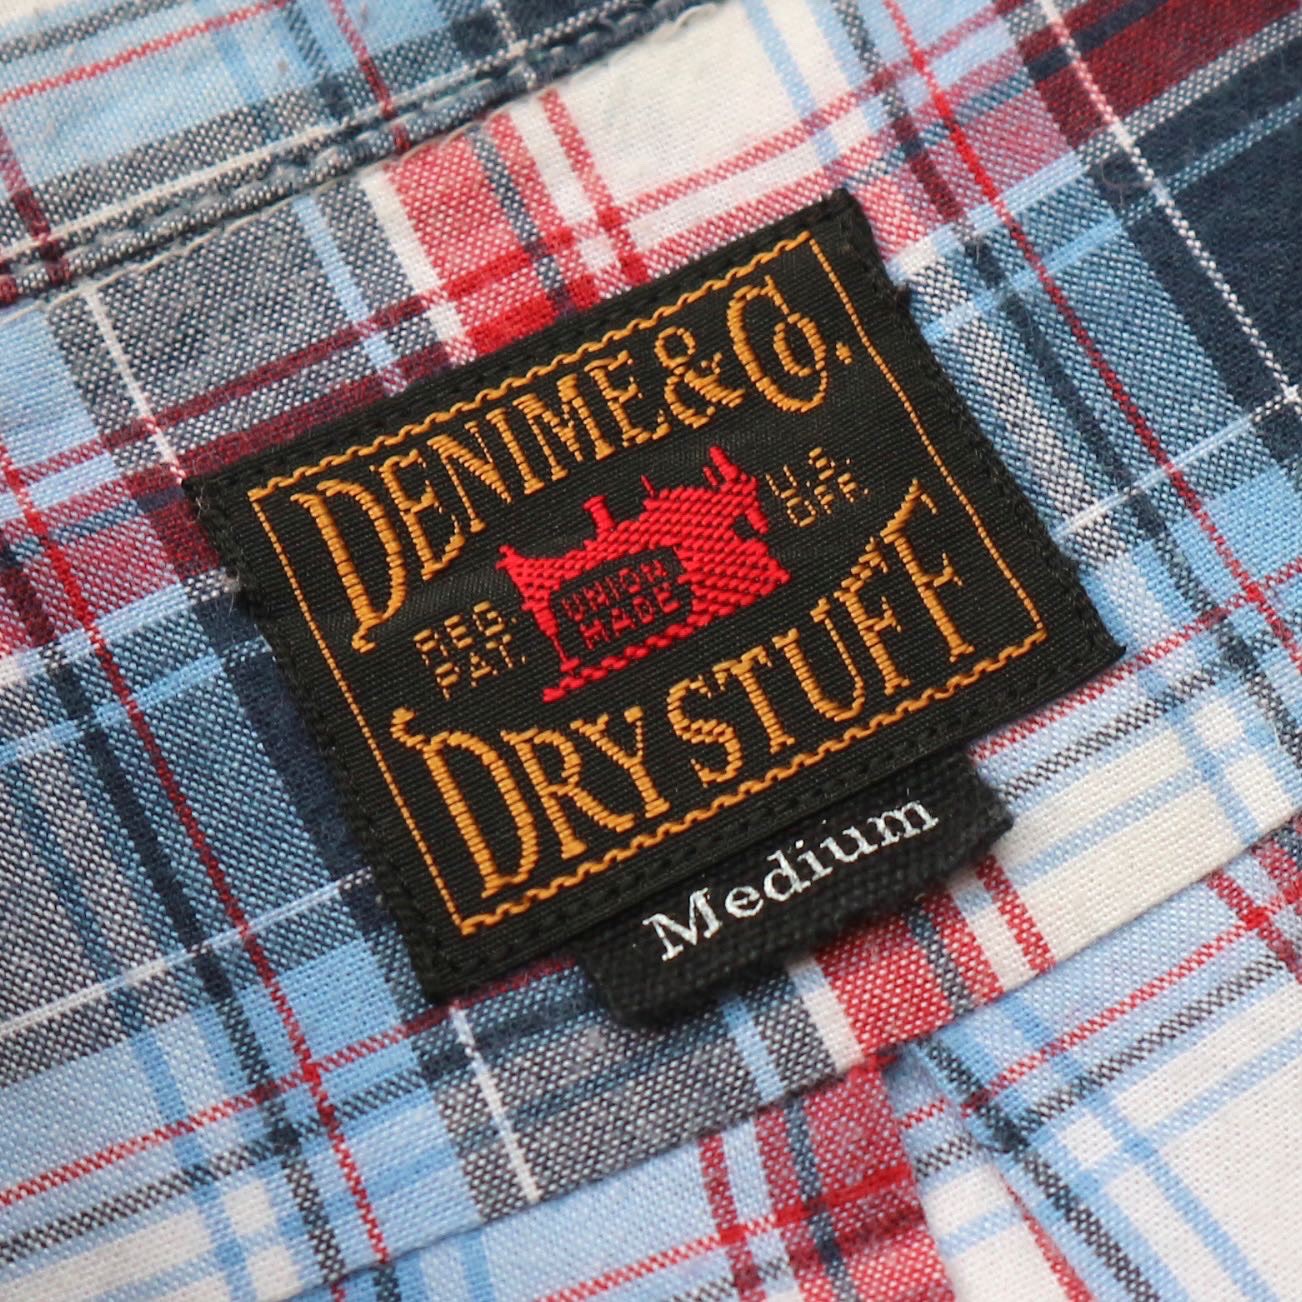 DENIME & Co.
REG. PAT.
UNION MADE
U.S. OFF.
DRY STUFF
Medium